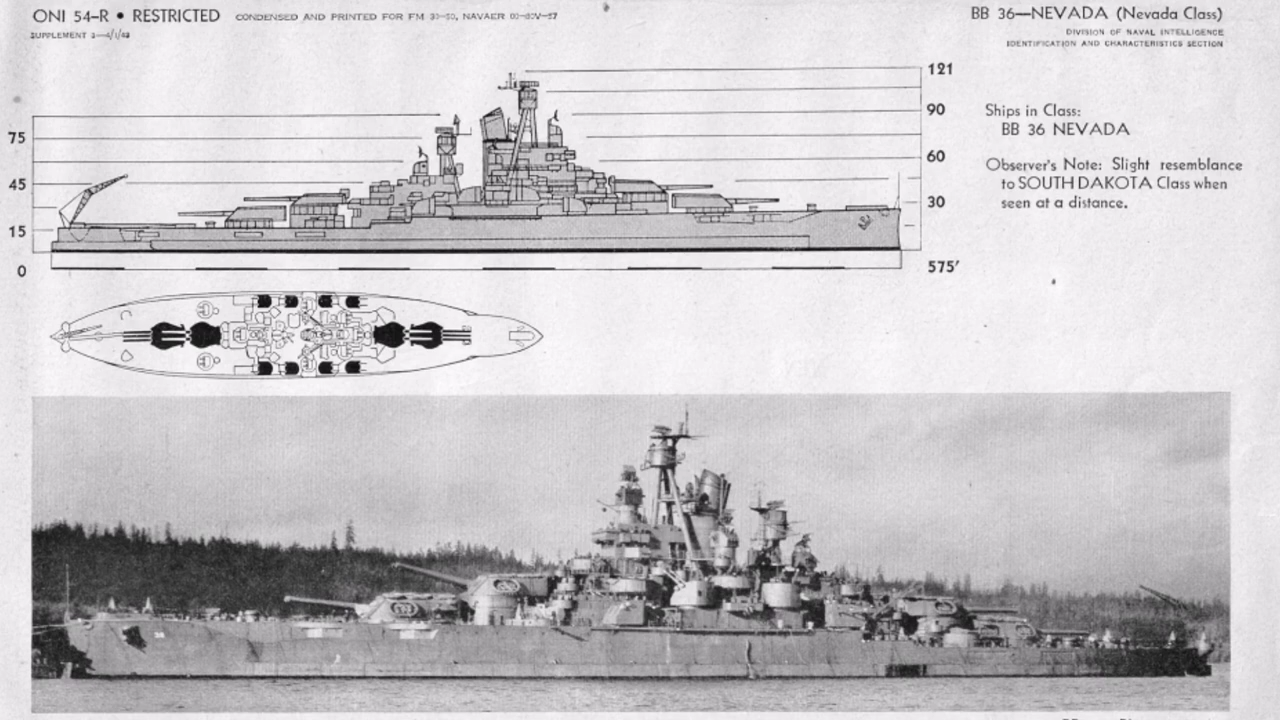 ONI 54-R • RESTRICTED CONDENSED AND PRINTED FOR FM 30-50, NAVAER 00-80V-57
BB 36—NEVADA (Nevada Class)
SUPPLEMENT 3—4/1/43
DIVISION OF NAVAL INTELLIGENCE
IDENTIFICATION AND CHARACTERISTICS SECTION
121
90
60
30
575′
75
45
15
0
Ships in Class:
BB 36 NEVADA
Observer's Note: Slight resemblance
to SOUTH DAKOTA Class when
seen at a distance.
36